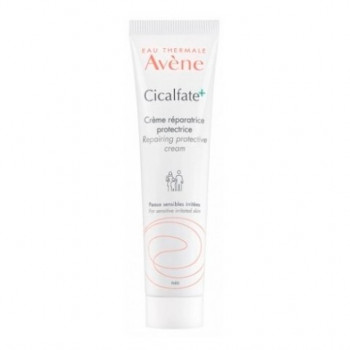 EAU THERMALE
Avène
Cicalfate+
Crème réparatrice
protectrice
Repairing protective
cream
Peaux sensibles irritées
For sensitive irritated skin